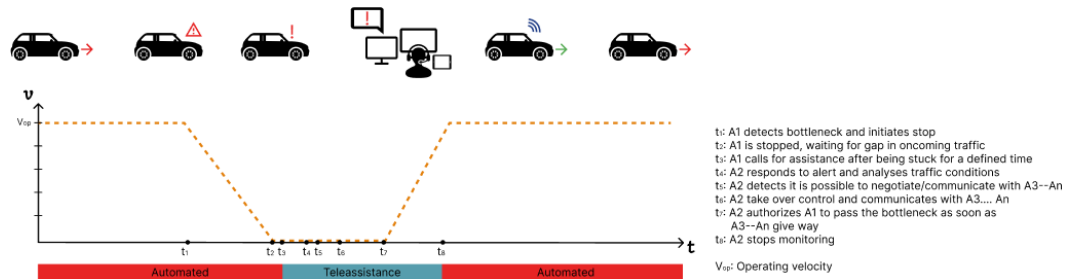 !
!
v
Vop
t
t₁
t₂
t₃
t₄
t₅
t₆
t₇
t₈
Automated
Teleassistance
Automated
t₁: A1 detects bottleneck and initiates stop
t₂: A1 is stopped, waiting for gap in oncoming traffic
t₃: A1 calls for assistance after being stuck for a defined time
t₄: A2 responds to alert and analyses traffic conditions
t₅: A2 detects it is possible to negotiate/communicate with A3--An
t₆: A2 take over control and communicates with A3.... An
t₇: A2 authorizes A1 to pass the bottleneck as soon as
A3--An give way
t₈: A2 stops monitoring
Vop: Operating velocity